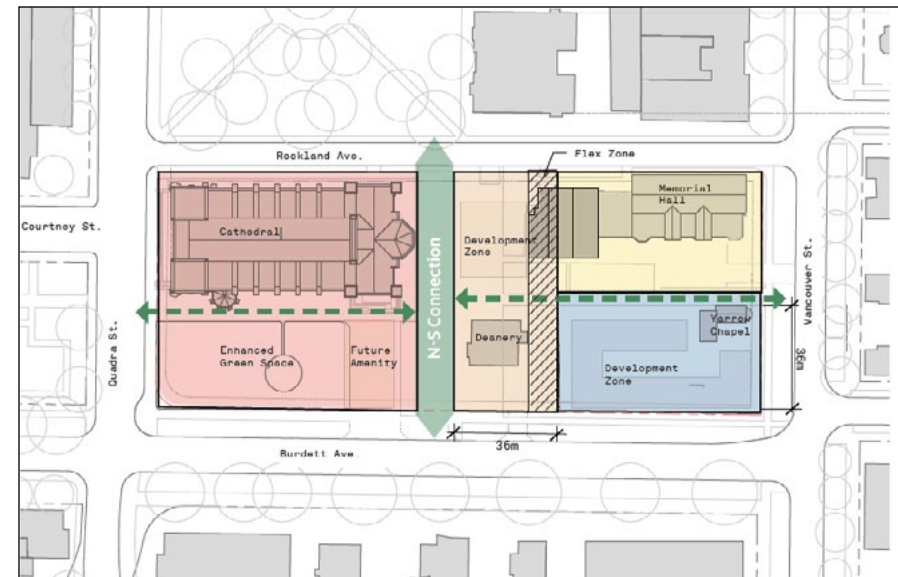 Rockland Ave.
Flex Zone
Memorial
Hall
Courtney St.
Cathedral
Development
Zone
Vancouver St.
N-S Connection
Quadra St.
Deanery
Yarrow
Chapel
Enhanced
Green Space
Future
Amenity
Development
Zone
36m
36m
Burdett Ave.